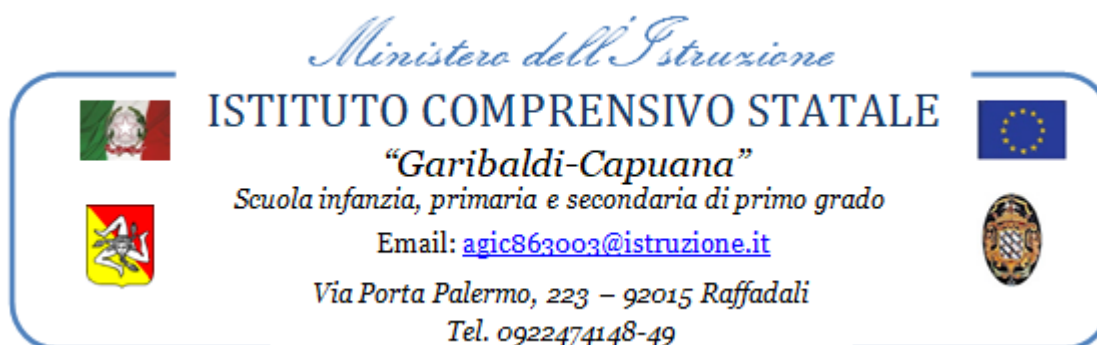 Ministero dell'Istruzione
ISTITUTO COMPRENSIVO STATALE
“Garibaldi-Capuana”
Scuola infanzia, primaria e secondaria di primo grado
Email: agic863003@istruzione.it
Via Porta Palermo, 223 – 92015 Raffadali
Tel. 0922474148-49